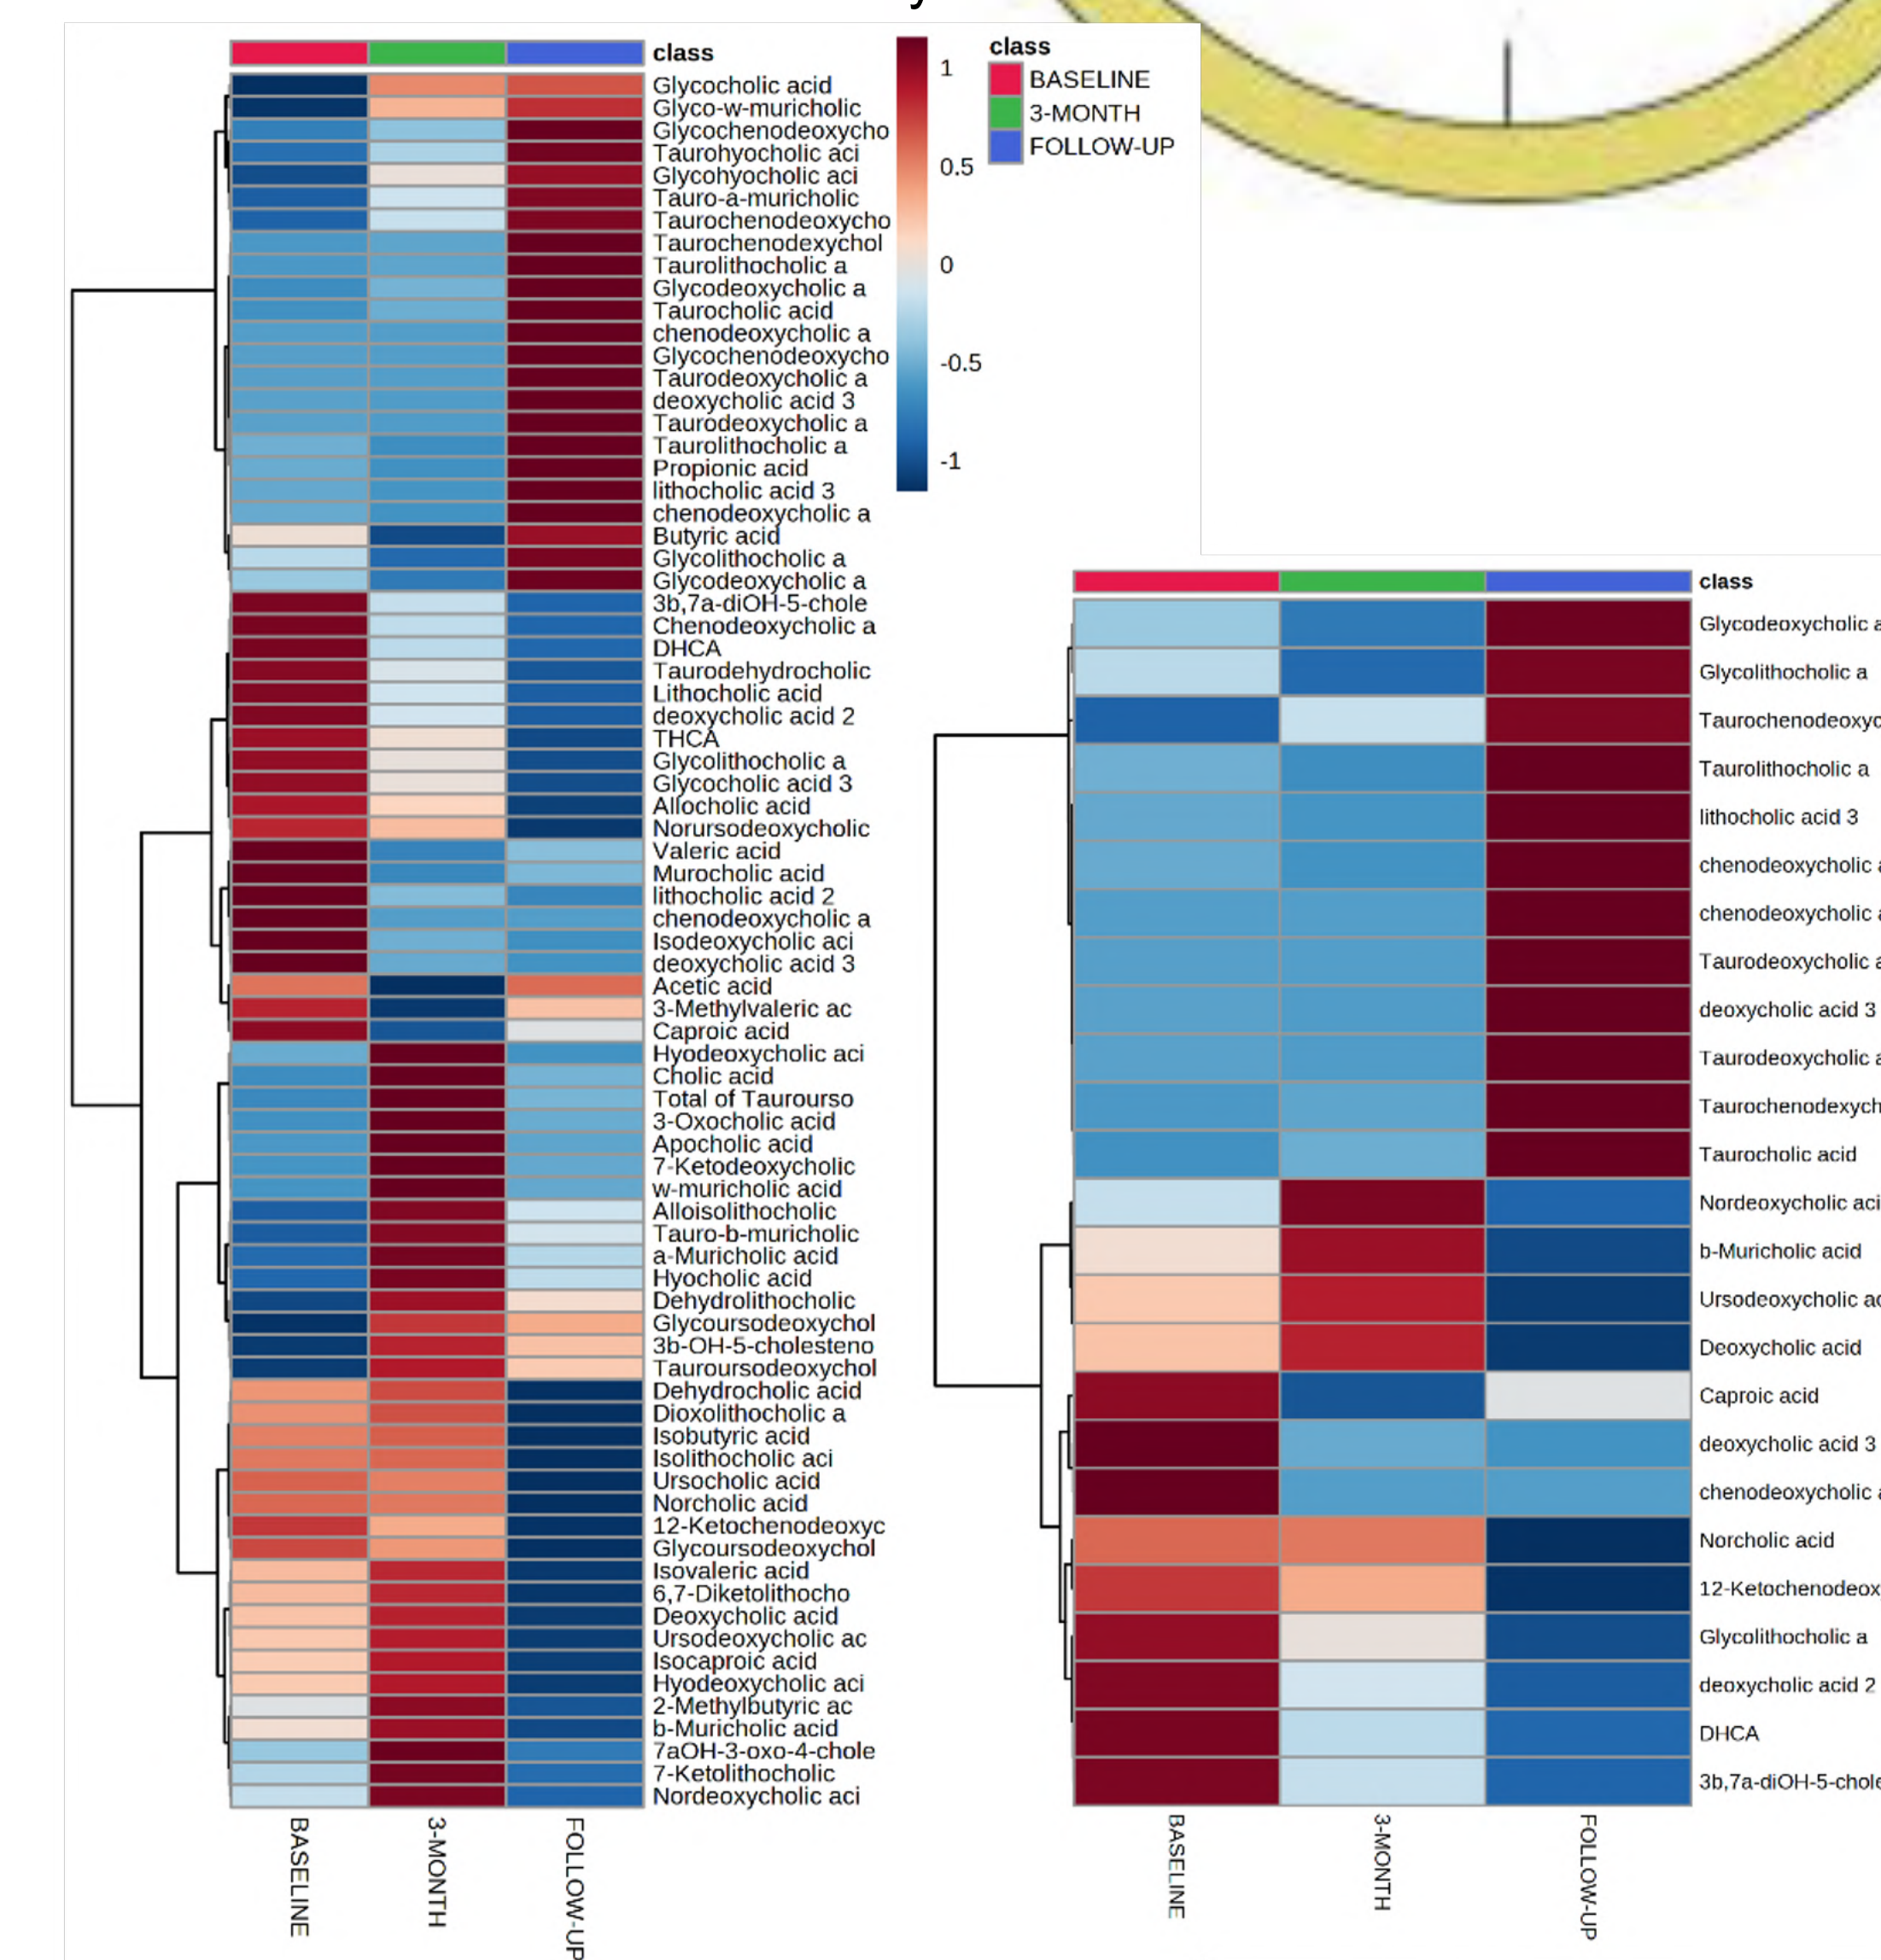 class
Glycocholic acid
Glyco-w-muricholic
Glycochenodeoxycho
Taurohyocholic aci
Glycohyocholic aci
Tauro-a-muricholic
Taurochenodeoxycho
Taurochenodexychol
Taurolithocholic a
Glycodeoxycholic a
Taurocholic acid
chenodeoxycholic a
Glycochenodeoxycho
Taurodeoxycholic a
deoxycholic acid 3
Taurodeoxycholic a
Taurolithocholic a
Propionic acid
lithocholic acid 3
chenodeoxycholic a
Butyric acid
Glycolithocholic a
Glycodeoxycholic a
3b,7a-diOH-5-chole
Chenodeoxycholic a
DHCA
Taurodehydrocholic
Lithocholic acid
deoxycholic acid 2
THCA
Glycolithocholic a
Glycocholic acid 3
Allocholic acid
Norursodeoxycholic
Valeric acid
Murocholic acid
lithocholic acid 2
chenodeoxycholic a
Isodeoxycholic aci
deoxycholic acid 3
Acetic acid
3-Methylvaleric ac
Caproic acid
Hyodeoxycholic aci
Cholic acid
Total of Taurourso
3-Oxocholic acid
Apocholic acid
7-Ketodeoxycholic
w-muricholic acid
Alloisolithocholic
Tauro-b-muricholic
a-Muricholic acid
Hyocholic acid
Dehydrolithocholic
Glycoursodeoxychol
3b-OH-5-cholesteno
Tauroursodeoxychol
Dehydrocholic acid
Dioxolithocholic a
Isobutyric acid
Isolithocholic aci
Ursocholic acid
Norcholic acid
12-Ketochenodeoxyc
Glycoursodeoxychol
Isovaleric acid
6,7-Diketolithocho
Deoxycholic acid
Ursodeoxycholic ac
Isocaproic acid
Hyodeoxycholic aci
2-Methylbutyric ac
b-Muricholic acid
7aOH-3-oxo-4-chole
7-Ketolithocholic
Nordeoxycholic aci
BASELINE
3-MONTH
FOLLOW-UP
1
0.5
0
-0.5
-1
class
BASELINE
3-MONTH
FOLLOW-UP
class
Glycodeoxycholic a
Glycolithocholic a
Taurochenodeoxyc
Taurolithocholic a
lithocholic acid 3
chenodeoxycholic a
chenodeoxycholic a
Taurodeoxycholic a
deoxycholic acid 3
Taurodeoxycholic a
Taurochenodexych
Taurocholic acid
Nordeoxycholic aci
b-Muricholic acid
Ursodeoxycholic ac
Deoxycholic acid
Caproic acid
deoxycholic acid 3
chenodeoxycholic a
Norcholic acid
12-Ketochenodeox
Glycolithocholic a
deoxycholic acid 2
DHCA
3b,7a-diOH-5-chole
BASELINE
3-MONTH
FOLLOW-UP